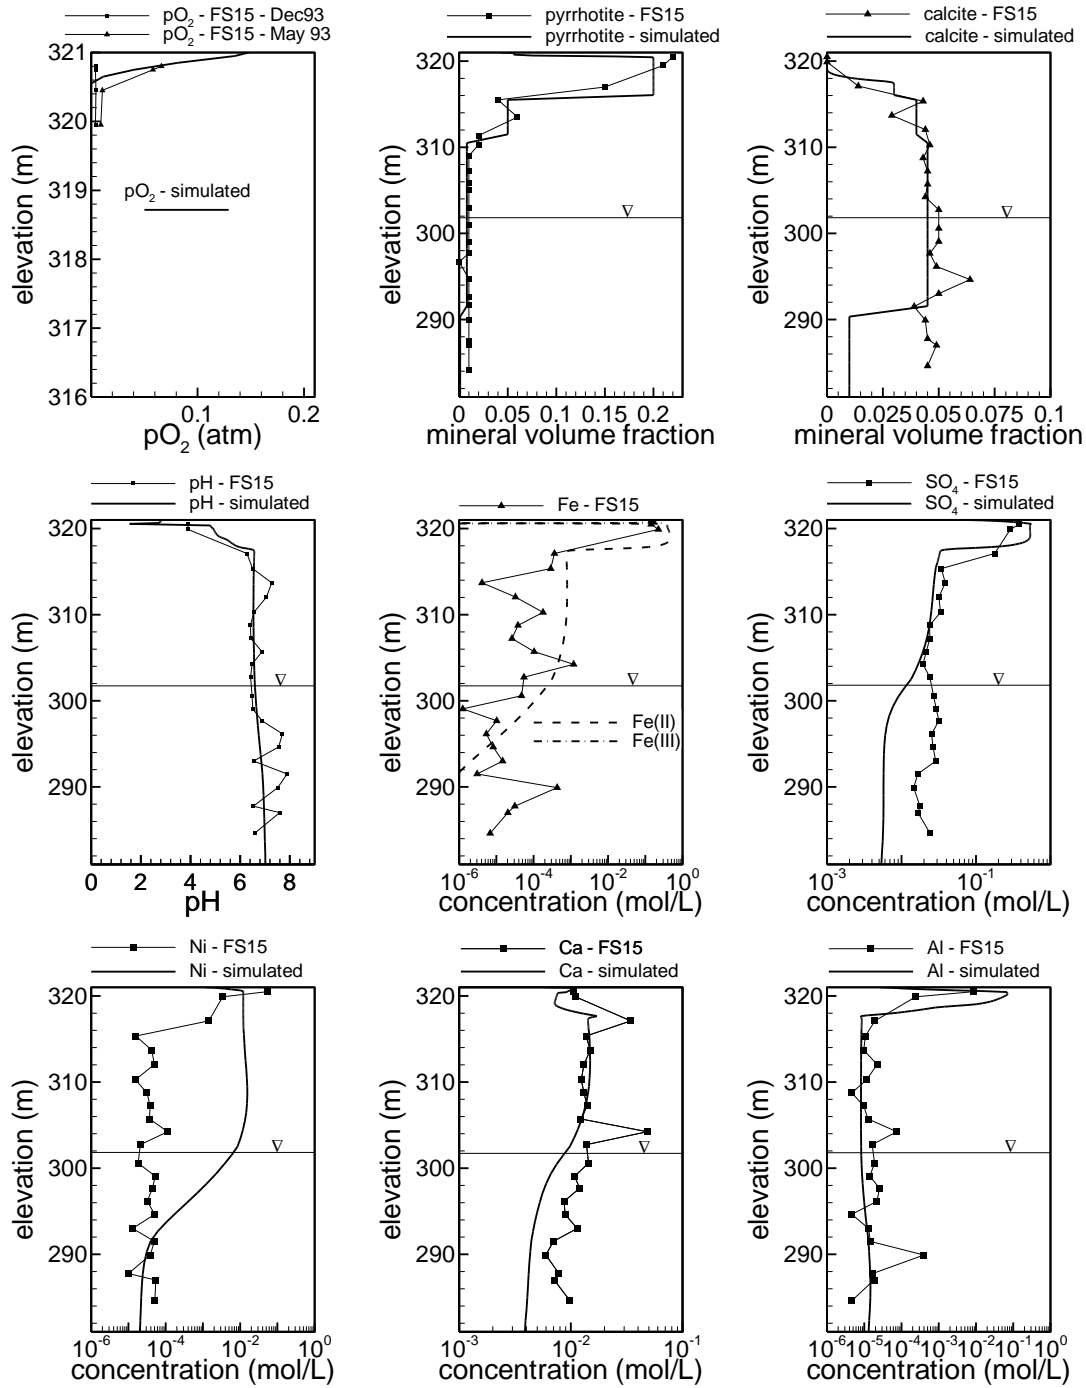 pO2 - FS15 - Dec93
pO2 - FS15 - May 93
321
320
319
318
317
316
elevation (m)
pO2 - simulated
0.1
0.2
pO2 (atm)
pyrrhotite - FS15
pyrrhotite - simulated
320
310
300
290
elevation (m)
0
0.05
0.1
0.15
0.2
mineral volume fraction
calcite - FS15
calcite - simulated
320
310
300
290
elevation (m)
0
0.025
0.05
0.075
0.1
mineral volume fraction
pH - FS15
pH - simulated
320
310
300
290
elevation (m)
0
2
4
6
8
pH
Fe - FS15
320
310
300
290
elevation (m)
Fe(II)
Fe(III)
10^-6
10^-4
10^-2
10^0
concentration (mol/L)
SO4 - FS15
SO4 - simulated
320
310
300
290
elevation (m)
10^-3
10^-1
concentration (mol/L)
Ni - FS15
Ni - simulated
320
310
300
290
elevation (m)
10^-6
10^-4
10^-2
10^0
concentration (mol/L)
Ca - FS15
Ca - simulated
320
310
300
290
elevation (m)
10^-3
10^-2
10^-1
concentration (mol/L)
Al - FS15
Al - simulated
320
310
300
290
elevation (m)
10^-6
10^-5
10^-4
10^-3
10^-2
10^-1
10^0
concentration (mol/L)